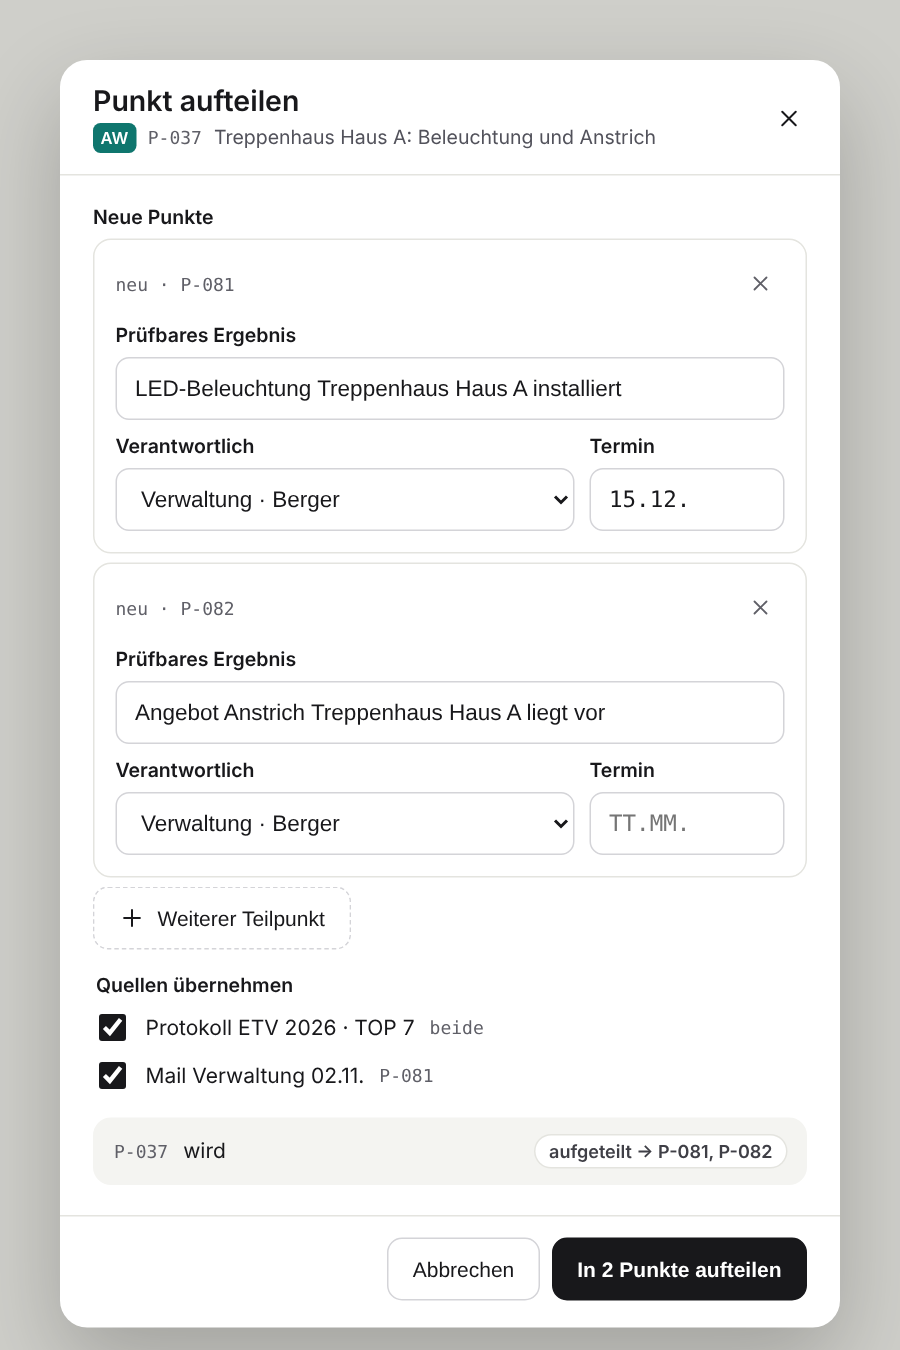 Punkt aufteilen
AW P-037 Treppenhaus Haus A: Beleuchtung und Anstrich
Neue Punkte
neu · P-081
Prüfbares Ergebnis
LED-Beleuchtung Treppenhaus Haus A installiert
Verantwortlich Termin
Verwaltung · Berger 15.12.
neu · P-082
Prüfbares Ergebnis
Angebot Anstrich Treppenhaus Haus A liegt vor
Verantwortlich Termin
Verwaltung · Berger TT.MM.
Weiterer Teilpunkt
Quellen übernehmen
Protokoll ETV 2026 · TOP 7 beide
Mail Verwaltung 02.11. P-081
P-037 wird aufgeteilt → P-081, P-082
Abbrechen In 2 Punkte aufteilen